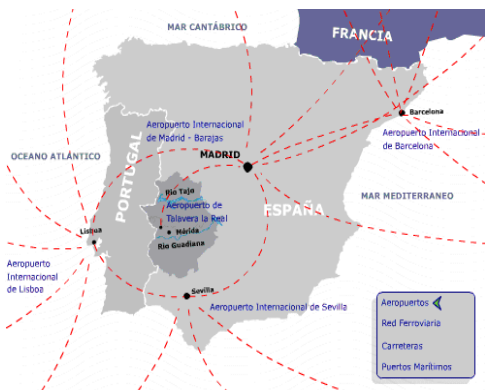 MAR CANTÁBRICO
FRANCIA
Barcelona
Aeropuerto Internacional
de Madrid - Barajas
Aeropuerto Internacional
de Barcelona
MADRID
OCEANO ATLÁNTICO
PORTUGAL
Rio Tajo
MAR MEDITERRANEO
Aeropuerto de
Talavera la Real
ESPAÑA
Lisboa
Mérida
Rio Guadiana
Aeropuerto
Internacional
de Lisboa
Sevilla
Aeropuerto Internacional de Sevilla
Aeropuertos
Red Ferroviaria
Carreteras
Puertos Marítimos